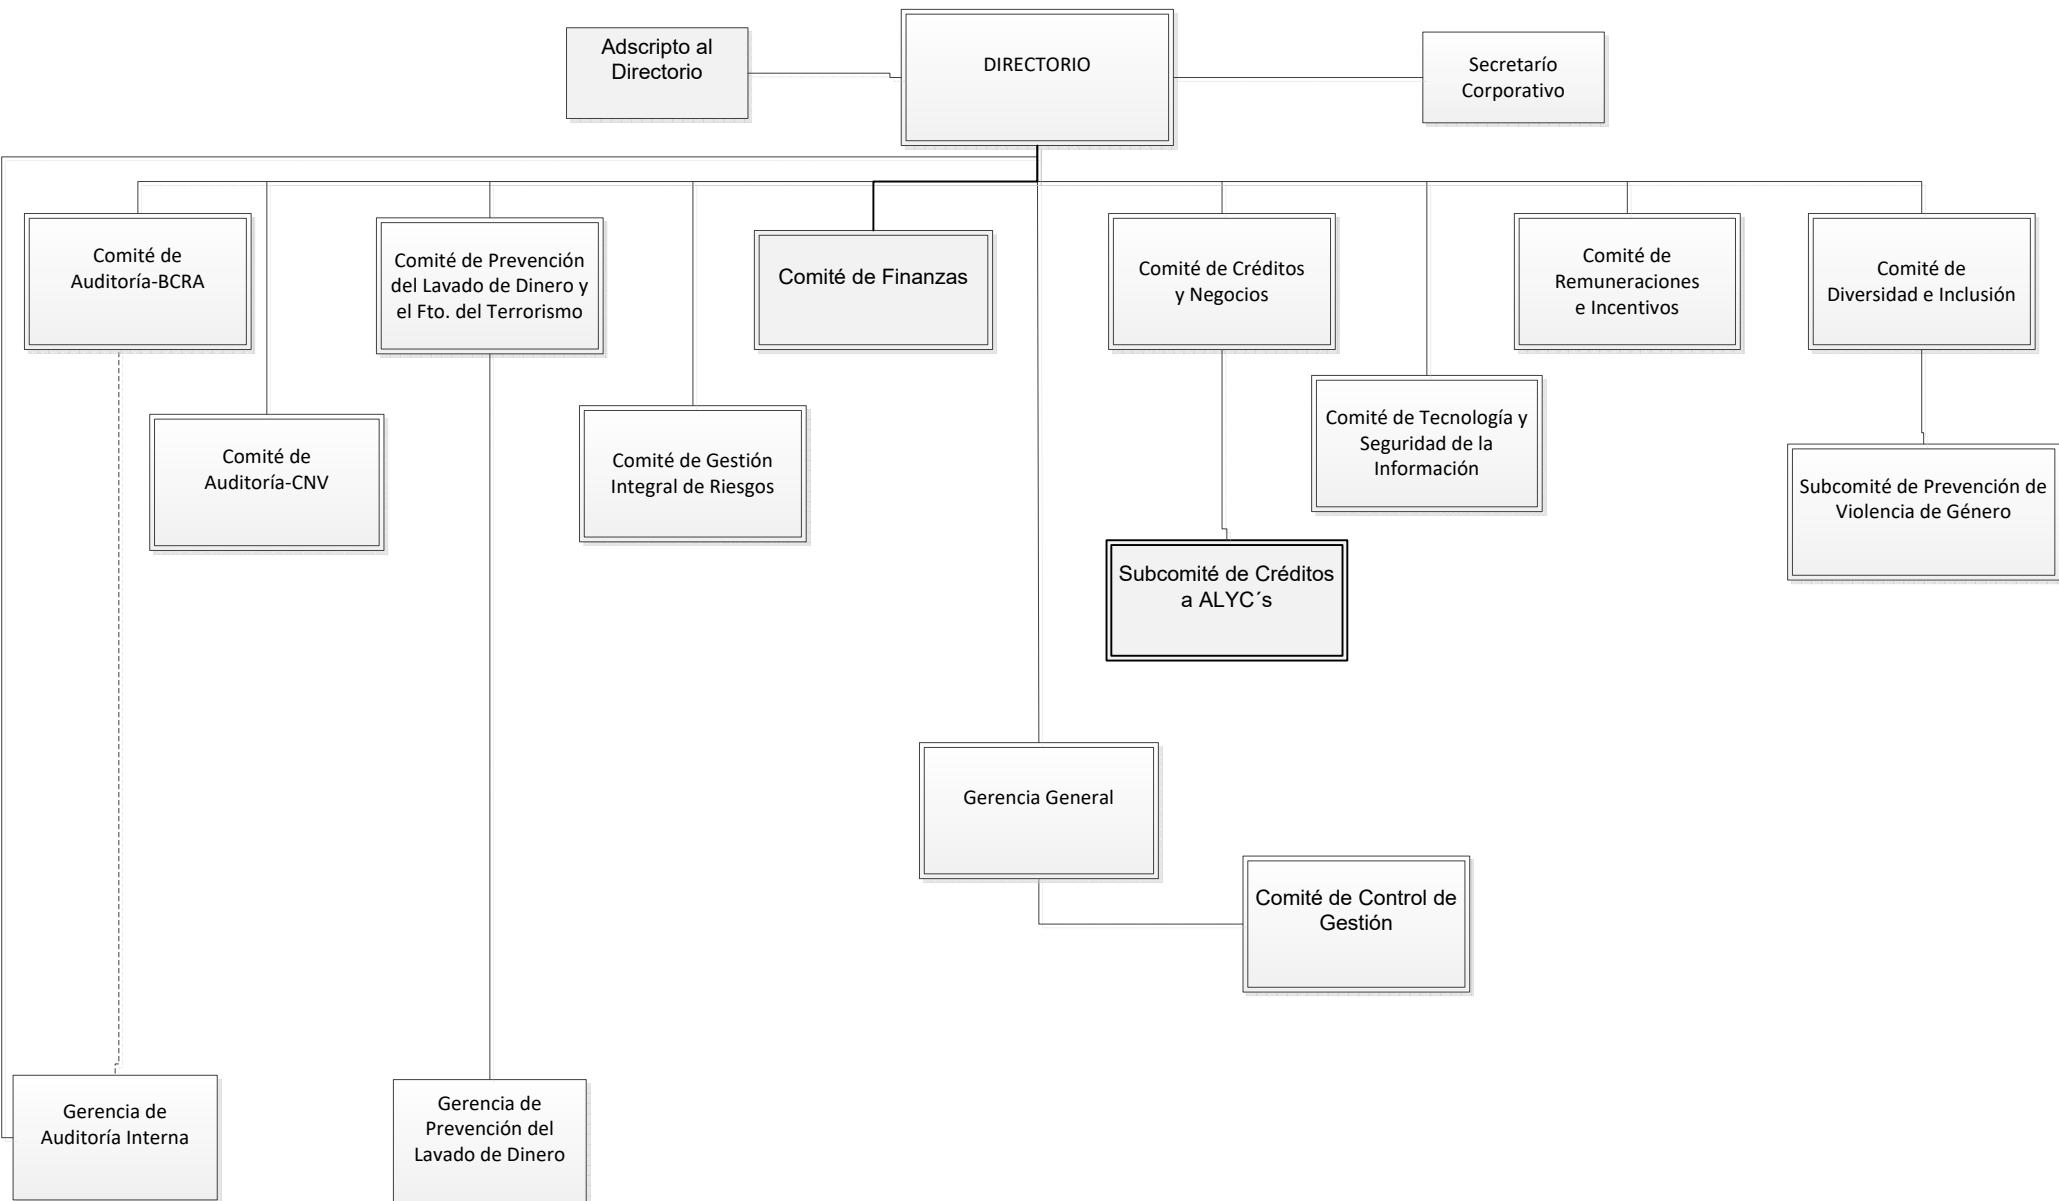 Adscripto al
Directorio
DIRECTORIO
Secretarío
Corporativo
Comité de
Auditoría-BCRA
Comité de Prevención
del Lavado de Dinero y
el Fto. del Terrorismo
Comité de Finanzas
Comité de Créditos
y Negocios
Comité de
Remuneraciones
e Incentivos
Comité de
Diversidad e Inclusión
Comité de
Auditoría-CNV
Comité de Gestión
Integral de Riesgos
Comité de Tecnología y
Seguridad de la
Información
Subcomité de Prevención de
Violencia de Género
Subcomité de Créditos
a ALYC´s
Gerencia General
Comité de Control de
Gestión
Gerencia de
Auditoría Interna
Gerencia de
Prevención del
Lavado de Dinero